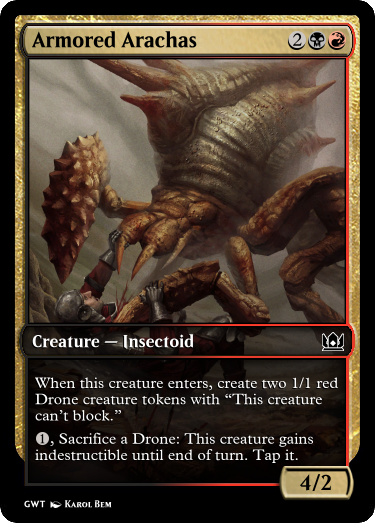 Armored Arachas 2
Creature — Insectoid
When this creature enters, create two 1/1 red
Drone creature tokens with “This creature
can’t block.”
1, Sacrifice a Drone: This creature gains
indestructible until end of turn. Tap it.
4/2
GWT Karol Bem